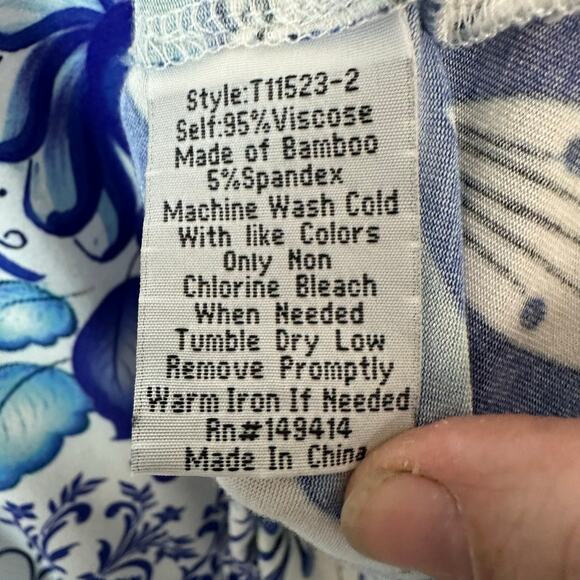 Style:T11523-2
Self:95%Viscose
Made of Bamboo
5%Spandex
Machine Wash Cold
With like Colors
Only Non
Chlorine Bleach
When Needed
Tumble Dry Low
Remove Promptly
Warm Iron If Needed
Rn#149414
Made In China